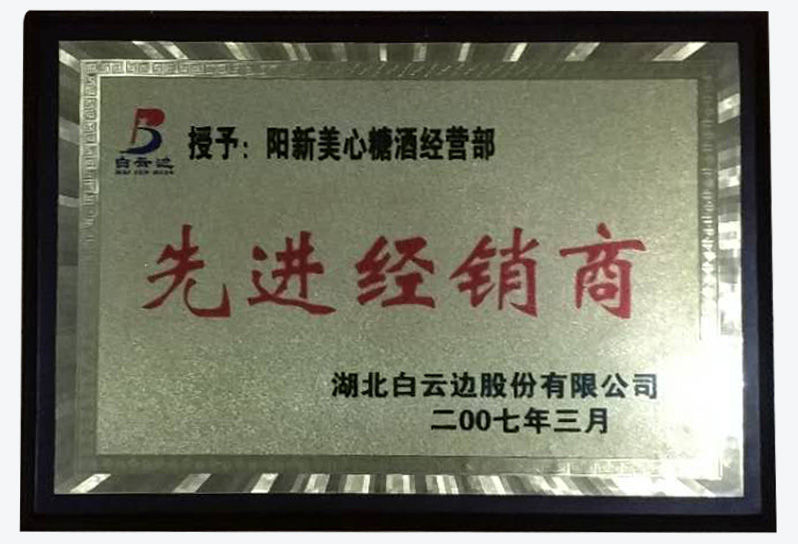 白云边
授予：阳新美心糖酒经营部
先进经销商
湖北白云边股份有限公司
二00七年三月